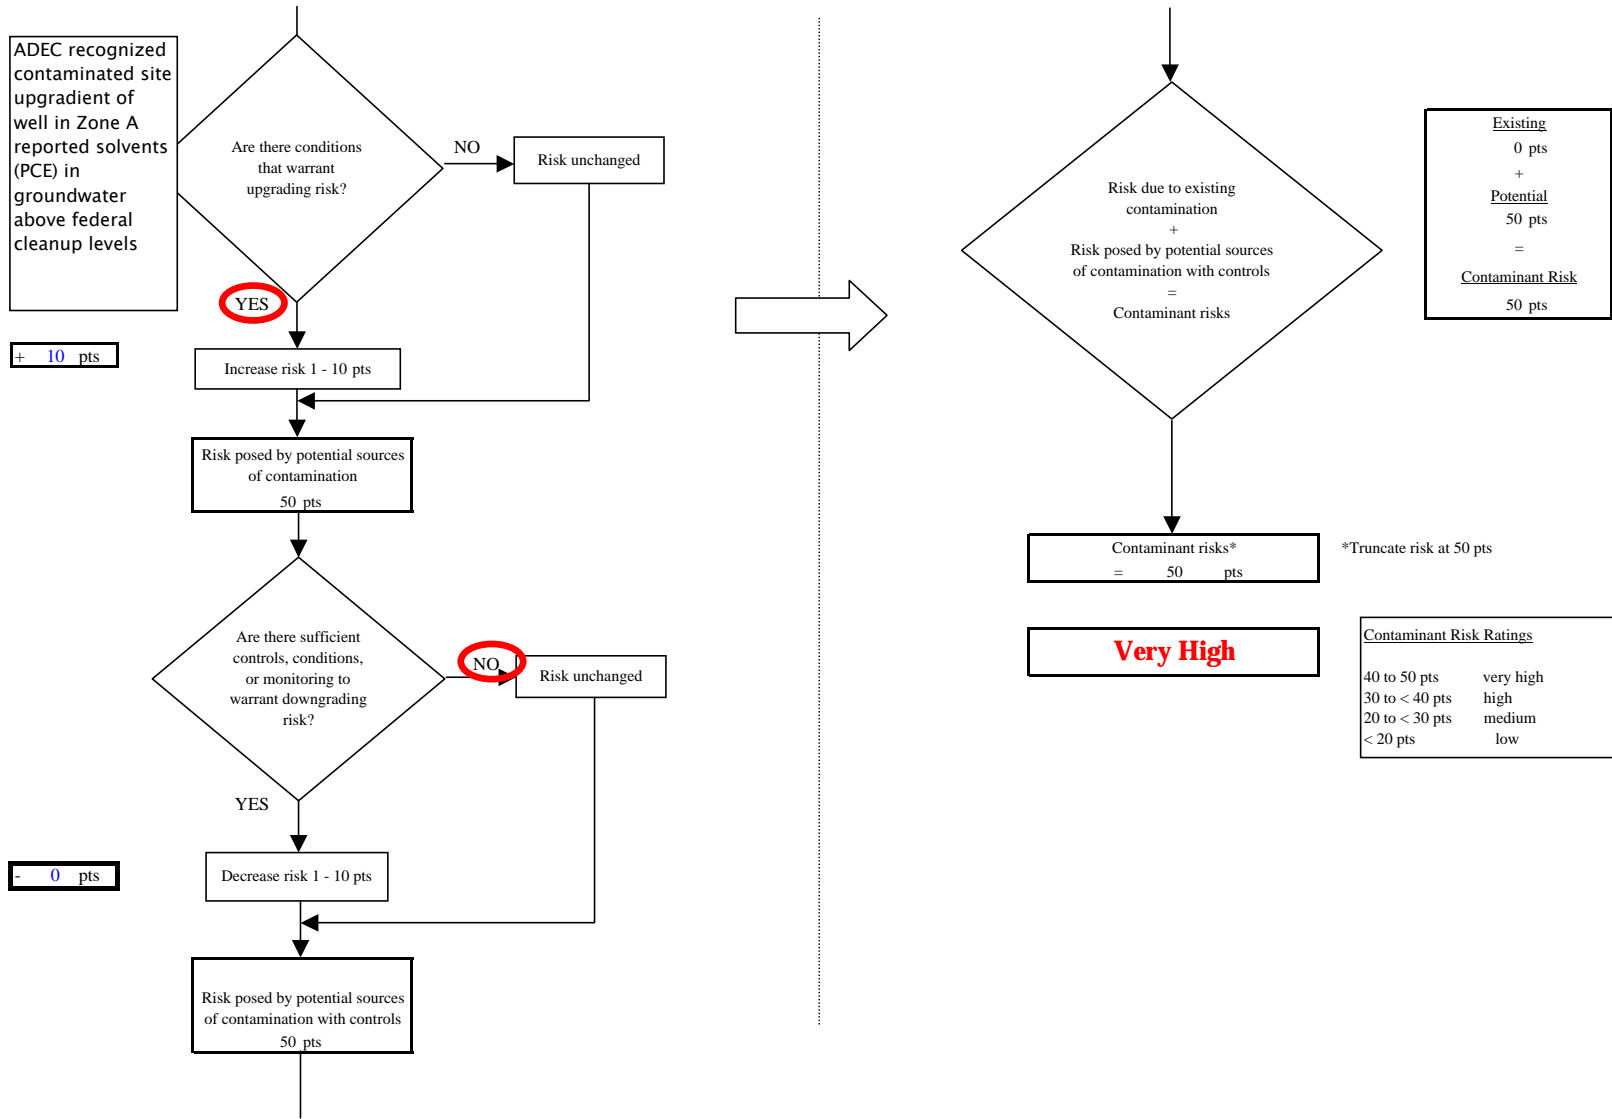 ADEC recognized
contaminated site
upgradient of
well in Zone A
reported solvents
(PCE) in
groundwater
above federal
cleanup levels
Are there conditions
that warrant
upgrading risk?
NO
Risk unchanged
YES
+ 10 pts
Increase risk 1 - 10 pts
Risk posed by potential sources
of contamination
50 pts
Are there sufficient
controls, conditions,
or monitoring to
warrant downgrading
risk?
NO
Risk unchanged
YES
- 0 pts
Decrease risk 1 - 10 pts
Risk posed by potential sources
of contamination with controls
50 pts
Risk due to existing
contamination
+
Risk posed by potential sources
of contamination with controls
=
Contaminant risks
Existing
0 pts
+
Potential
50 pts
=
Contaminant Risk
50 pts
Contaminant risks*
= 50 pts
*Truncate risk at 50 pts
Very High
Contaminant Risk Ratings
40 to 50 pts very high
30 to < 40 pts high
20 to < 30 pts medium
< 20 pts low